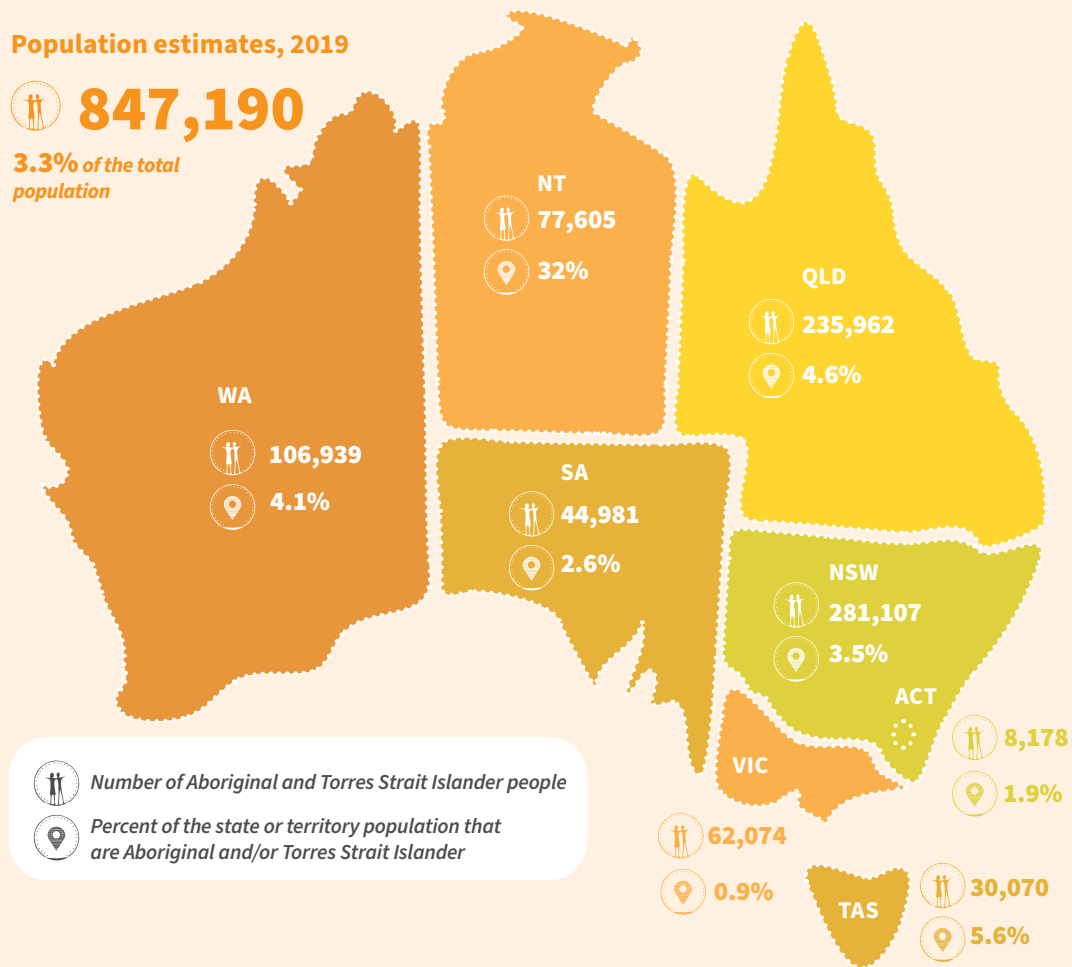 Population estimates, 2019
847,190
3.3% of the total
population
NT
77,605
32%
QLD
235,962
4.6%
WA
106,939
4.1%
SA
44,981
2.6%
NSW
281,107
3.5%
ACT
8,178
1.9%
VIC
62,074
0.9%
TAS
30,070
5.6%
Number of Aboriginal and Torres Strait Islander people
Percent of the state or territory population that
are Aboriginal and/or Torres Strait Islander